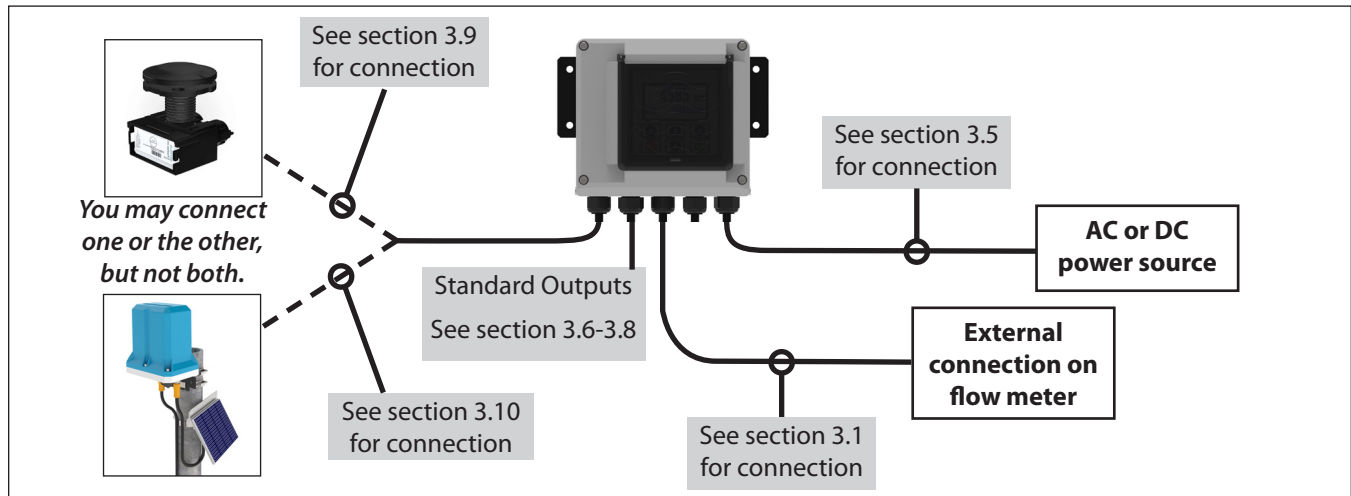 See section 3.9
for connection
You may connect
one or the other,
but not both.
See section 3.10
for connection
Standard Outputs
See section 3.6-3.8
See section 3.5
for connection
AC or DC
power source
External
connection on
flow meter
See section 3.1
for connection